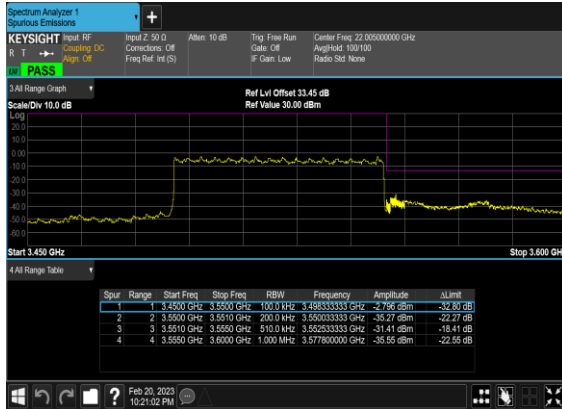 Spectrum Analyzer 1
Spurious Emissions
+
KEYSIGHT Input: RF Input Z: 50 Ω Atten: 10 dB Trig: Free Run Center Freq: 22.005000000 GHz
R T Coupling: DC Corrections: Off Gate: Off Avg|Hold: 100/100
Align: Off Freq Ref: Int (S) IF Gain: Low Radio Std: None
PASS
3 All Range Graph
Ref Lvl Offset 33.45 dB
Scale/Div 10.0 dB Ref Value 30.00 dBm
Log
20.0
10.0
0.00
-10.0
-20.0
-30.0
-40.0
-50.0
-60.0
Start 3.450 GHz Stop 3.600 GH
4 All Range Table
Spur Range Start Freq Stop Freq RBW Frequency Amplitude ΔLimit
1 1 3.4500 GHz 3.5500 GHz 100.0 kHz 3.498333333 GHz -2.796 dBm -32.80 dB
2 2 3.5500 GHz 3.5510 GHz 200.0 kHz 3.550033333 GHz -35.27 dBm -22.27 dB
3 3 3.5510 GHz 3.5550 GHz 510.0 kHz 3.552533333 GHz -31.41 dBm -18.41 dB
4 4 3.5550 GHz 3.6000 GHz 1.000 MHz 3.577800000 GHz -35.55 dBm -22.55 dB
? Feb 20, 2023
10:21:02 PM